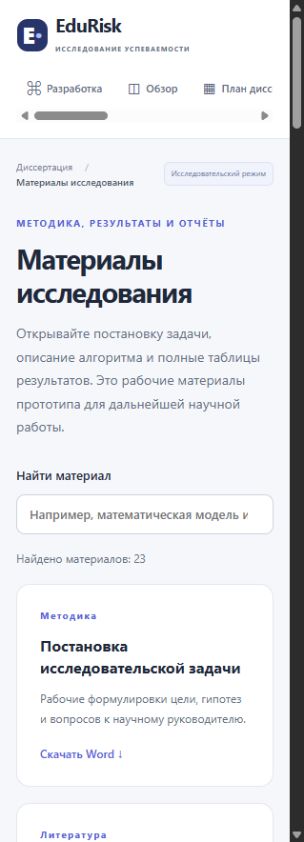 E
EduRisk
ИССЛЕДОВАНИЕ УСПЕВАЕМОСТИ
Разработка Обзор План дисс
Диссертация /
Материалы исследования
Исследовательский режим
МЕТОДИКА, РЕЗУЛЬТАТЫ И ОТЧЁТЫ
Материалы
исследования
Открывайте постановку задачи,
описание алгоритма и полные таблицы
результатов. Это рабочие материалы
прототипа для дальнейшей научной
работы.
Найти материал
Например, математическая модель и
Найдено материалов: 23
Методика
Постановка
исследовательской задачи
Рабочие формулировки цели, гипотез
и вопросов к научному руководителю.
Скачать Word ↓
Литература